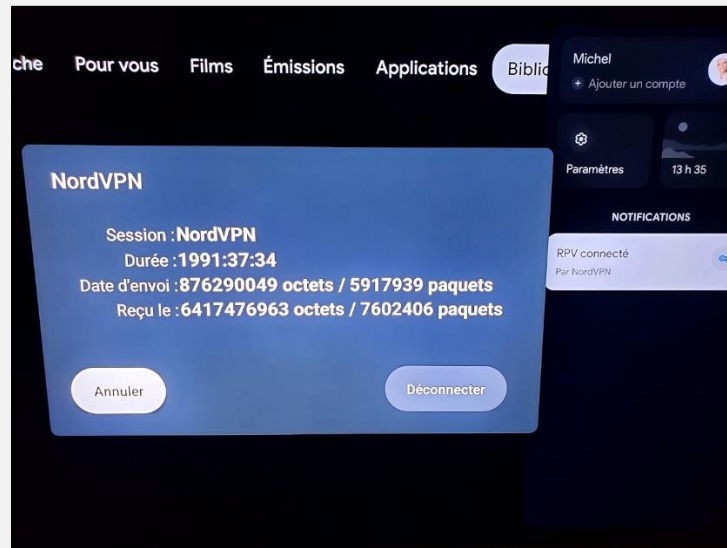 che Pour vous Films Émissions Applications Biblio
Michel
+ Ajouter un compte
Paramètres
13 h 35
NOTIFICATIONS
RPV connecté
Par NordVPN
NordVPN
Session :NordVPN
Durée :1991:37:34
Date d'envoi :876290049 octets / 5917939 paquets
Reçu le :6417476963 octets / 7602406 paquets
Annuler
Déconnecter